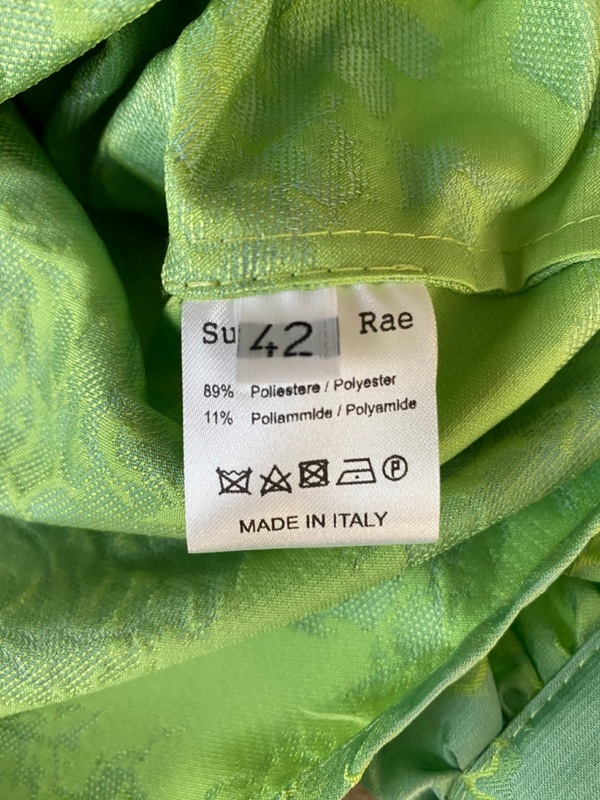 Su 42 Rae
89% Poliestere / Polyester
11% Poliammide / Polyamide
P
MADE IN ITALY